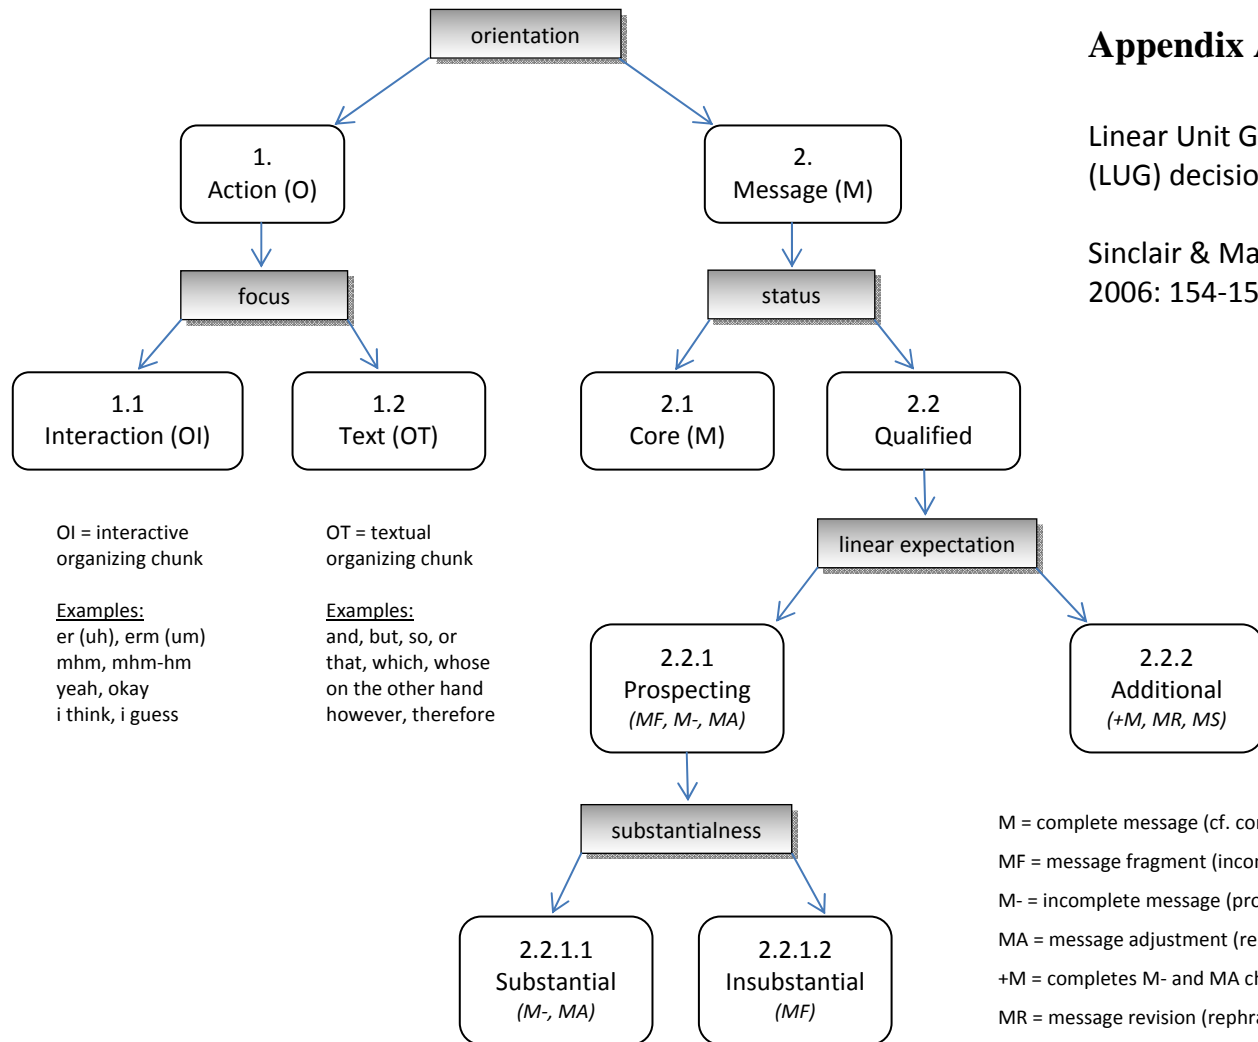 orientation
Appendix
Linear Unit
(LUG)
Sinclair &
2006:
1.
Action (O)
2.
Message (M)
focus
status
1.1
Interaction (OI)
1.2
Text (OT)
2.1
Core (M)
2.2
Qualified
OI = interactive
organizing chunk
Examples:
er (uh), erm (um)
mhm, mhm-hm
yeah, okay
i think, i guess
OT = textual
organizing chunk
Examples:
and, but, so, or
that, which, whose
on the other hand
however, therefore
linear expectation
2.2.1
Prospecting
(MF, M-, MA)
2.2.2
Additional
(+M, MR, MS)
substantialness
2.2.1.1
Substantial
(M-, MA)
2.2.1.2
Insubstantial
(MF)
M = complete message (cf.
MF = message fragment
M- = incomplete message
MA = message adjustment
+M = completes M- and MA
MR = message revision